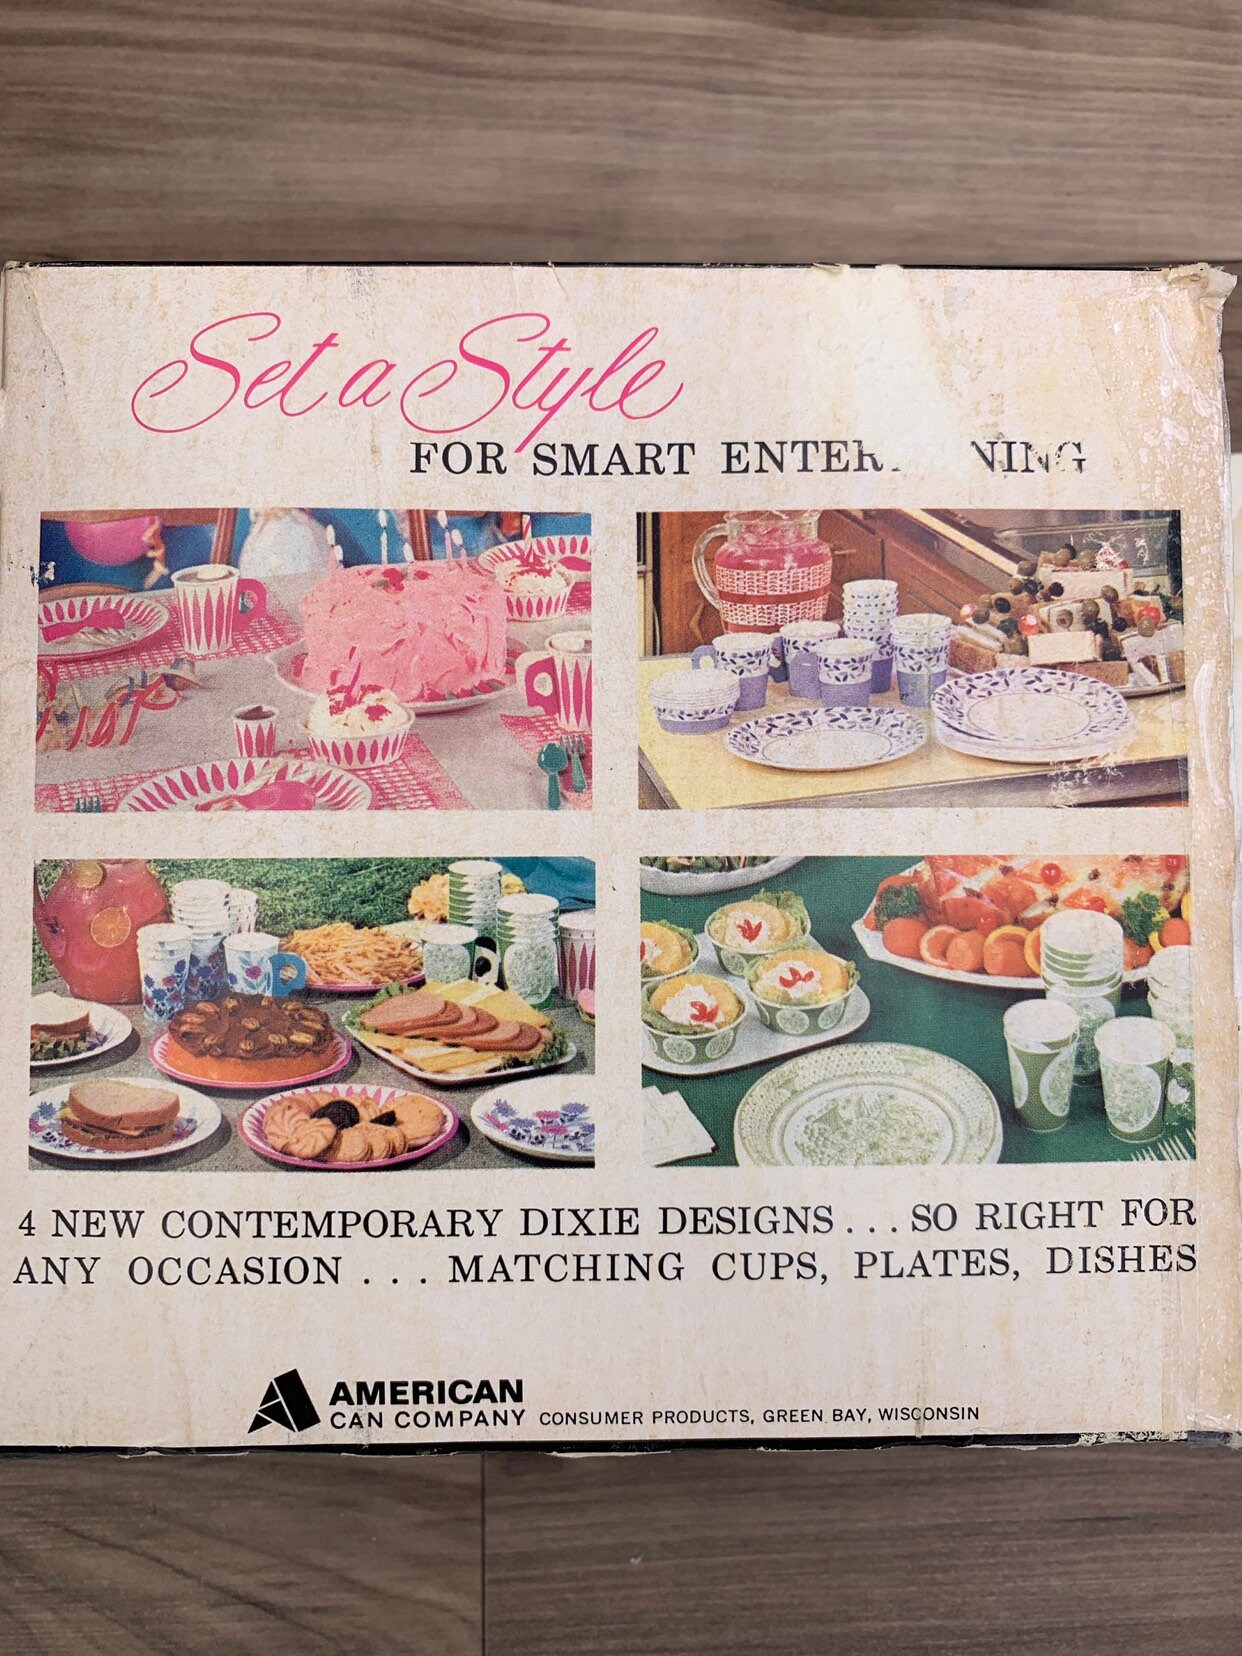 Set a Style
FOR SMART ENTER NING
4 NEW CONTEMPORARY DIXIE DESIGNS . . . SO RIGHT FOR
ANY OCCASION . . . MATCHING CUPS, PLATES, DISHES
AMERICAN
CAN COMPANY CONSUMER PRODUCTS, GREEN BAY, WISCONSIN